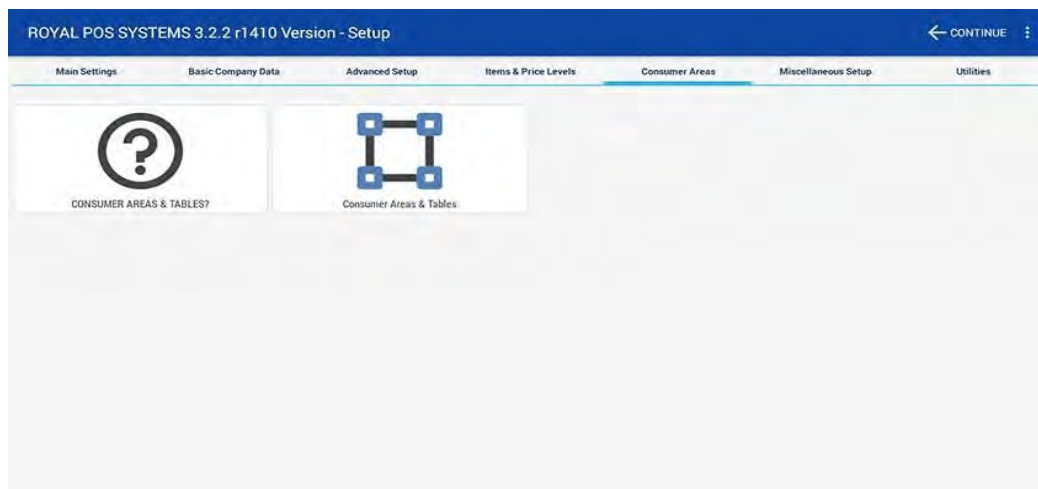 ROYAL POS SYSTEMS 3.2.2 r1410 Version - Setup
CONTINUE
Main Settings
Basic Company Data
Advanced Setup
Items & Price Levels
Consumer Areas
Miscellaneous Setup
Utilities
CONSUMER AREAS & TABLES?
Consumer Areas & Tables